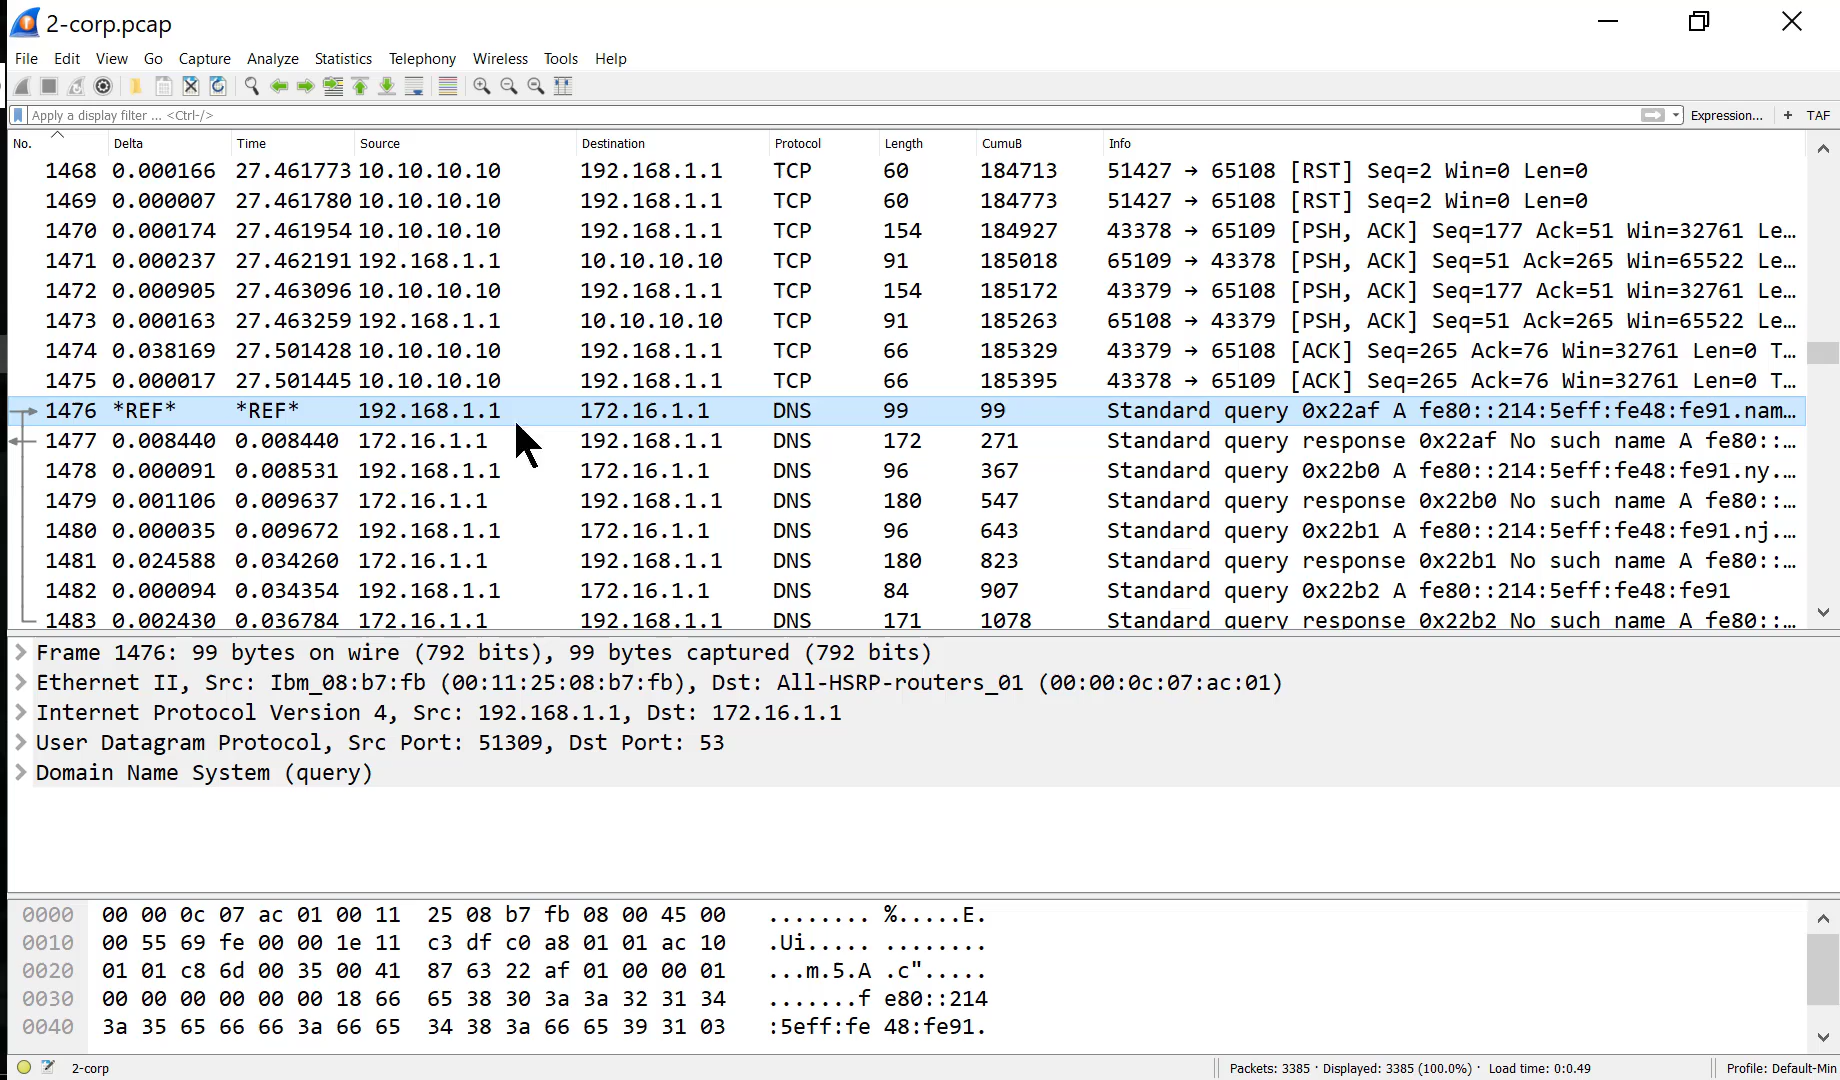 2-corp.pcap
File Edit View Go Capture Analyze Statistics Telephony Wireless Tools Help
Apply a display filter ... <Ctrl-/> Expression... + TAF
No. Delta Time Source Destination Protocol Length CumuB Info
1468 0.000166 27.461773 10.10.10.10 192.168.1.1 TCP 60 184713 51427 → 65108 [RST] Seq=2 Win=0 Len=0
1469 0.000007 27.461780 10.10.10.10 192.168.1.1 TCP 60 184773 51427 → 65108 [RST] Seq=2 Win=0 Len=0
1470 0.000174 27.461954 10.10.10.10 192.168.1.1 TCP 154 184927 43378 → 65109 [PSH, ACK] Seq=177 Ack=51 Win=32761 Le…
1471 0.000237 27.462191 192.168.1.1 10.10.10.10 TCP 91 185018 65109 → 43378 [PSH, ACK] Seq=51 Ack=265 Win=65522 Le…
1472 0.000905 27.463096 10.10.10.10 192.168.1.1 TCP 154 185172 43379 → 65108 [PSH, ACK] Seq=177 Ack=51 Win=32761 Le…
1473 0.000163 27.463259 192.168.1.1 10.10.10.10 TCP 91 185263 65108 → 43379 [PSH, ACK] Seq=51 Ack=265 Win=65522 Le…
1474 0.038169 27.501428 10.10.10.10 192.168.1.1 TCP 66 185329 43379 → 65108 [ACK] Seq=265 Ack=76 Win=32761 Len=0 T…
1475 0.000017 27.501445 10.10.10.10 192.168.1.1 TCP 66 185395 43378 → 65109 [ACK] Seq=265 Ack=76 Win=32761 Len=0 T…
1476 *REF* *REF* 192.168.1.1 172.16.1.1 DNS 99 99 Standard query 0x22af A fe80::214:5eff:fe48:fe91.nam…
1477 0.008440 0.008440 172.16.1.1 192.168.1.1 DNS 172 271 Standard query response 0x22af No such name A fe80::…
1478 0.000091 0.008531 192.168.1.1 172.16.1.1 DNS 96 367 Standard query 0x22b0 A fe80::214:5eff:fe48:fe91.ny.…
1479 0.001106 0.009637 172.16.1.1 192.168.1.1 DNS 180 547 Standard query response 0x22b0 No such name A fe80::…
1480 0.000035 0.009672 192.168.1.1 172.16.1.1 DNS 96 643 Standard query 0x22b1 A fe80::214:5eff:fe48:fe91.nj.…
1481 0.024588 0.034260 172.16.1.1 192.168.1.1 DNS 180 823 Standard query response 0x22b1 No such name A fe80::…
1482 0.000094 0.034354 192.168.1.1 172.16.1.1 DNS 84 907 Standard query 0x22b2 A fe80::214:5eff:fe48:fe91
1483 0.002430 0.036784 172.16.1.1 192.168.1.1 DNS 171 1078 Standard query response 0x22b2 No such name A fe80::…
Frame 1476: 99 bytes on wire (792 bits), 99 bytes captured (792 bits)
Ethernet II, Src: Ibm_08:b7:fb (00:11:25:08:b7:fb), Dst: All-HSRP-routers_01 (00:00:0c:07:ac:01)
Internet Protocol Version 4, Src: 192.168.1.1, Dst: 172.16.1.1
User Datagram Protocol, Src Port: 51309, Dst Port: 53
Domain Name System (query)
0000 00 00 0c 07 ac 01 00 11 25 08 b7 fb 08 00 45 00 ........ %.....E.
0010 00 55 69 fe 00 00 1e 11 c3 df c0 a8 01 01 ac 10 .Ui..... ........
0020 01 01 c8 6d 00 35 00 41 87 63 22 af 01 00 00 01 ...m.5.A .c".....
0030 00 00 00 00 00 00 18 66 65 38 30 3a 3a 32 31 34 .......f e80::214
0040 3a 35 65 66 66 3a 66 65 34 38 3a 66 65 39 31 03 :5eff:fe 48:fe91.
2-corp Packets: 3385 · Displayed: 3385 (100.0%) · Load time: 0:0.49 Profile: Default-Min